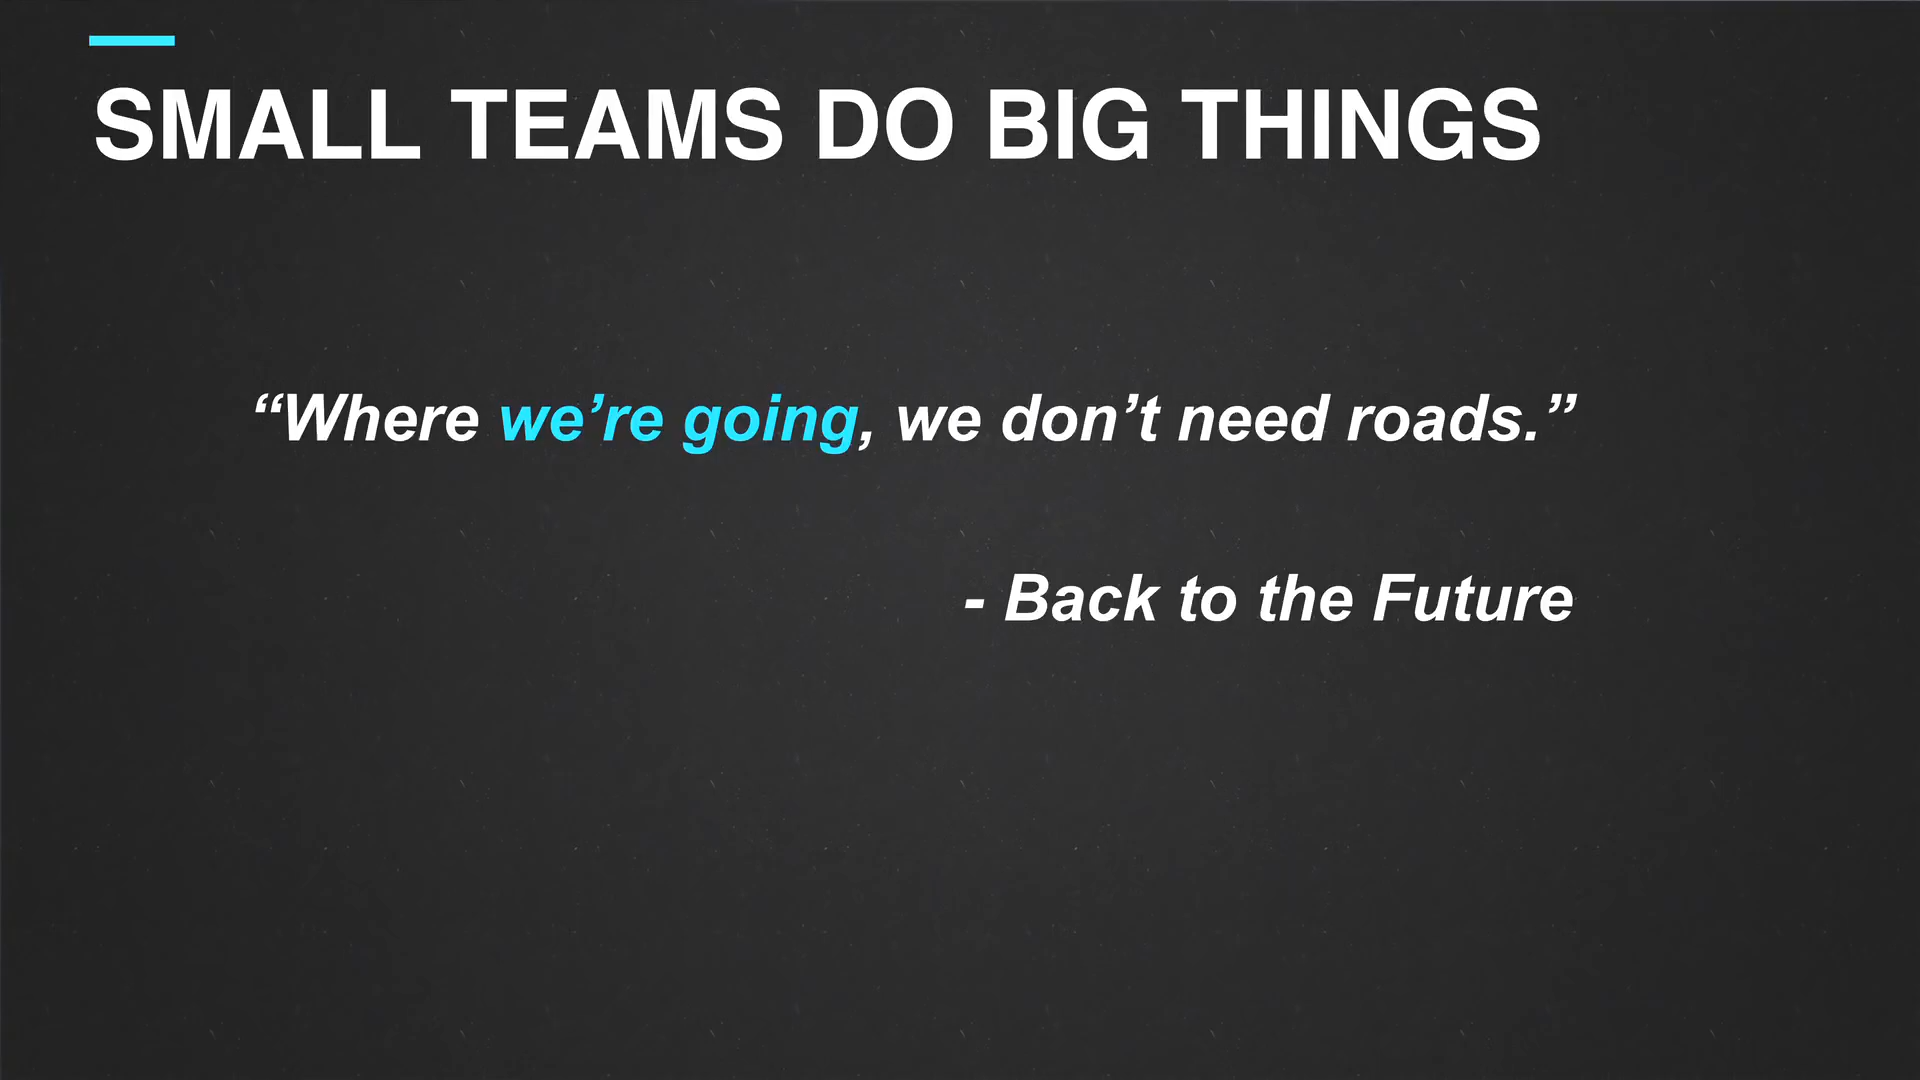 SMALL TEAMS DO BIG THINGS
“Where we’re going, we don’t need roads.”
- Back to the Future